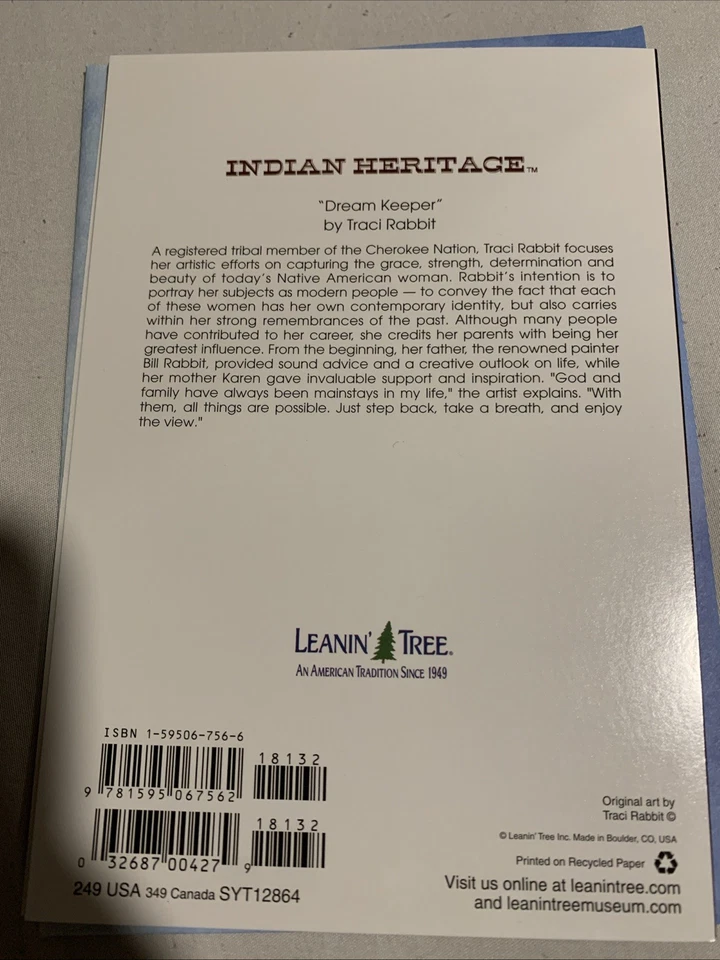 INDIAN HERITAGE™
“Dream Keeper”
by Traci Rabbit
A registered tribal member of the Cherokee Nation, Traci Rabbit focuses
her artistic efforts on capturing the grace, strength, determination and
beauty of today's Native American woman. Rabbit's intention is to
portray her subjects as modern people — to convey the fact that each
of these women has her own contemporary identity, but also carries
within her strong remembrances of the past. Although many people
have contributed to her career, she credits her parents with being her
greatest influence. From the beginning, her father, the renowned painter
Bill Rabbit, provided sound advice and a creative outlook on life, while
her mother Karen gave invaluable support and inspiration. "God and
family have always been mainstays in my life," the artist explains. "With
them, all things are possible. Just step back, take a breath, and enjoy
the view."
LEANIN' TREE®
AN AMERICAN TRADITION SINCE 1949
ISBN 1-59506-756-6
18132
9 781595 067562
18132
0 32687 00427 9
249 USA 349 Canada SYT12864
Original art by
Traci Rabbit ©
© Leanin' Tree Inc. Made in Boulder, CO, USA
Printed on Recycled Paper
Visit us online at leanintree.com
and leanintreemuseum.com